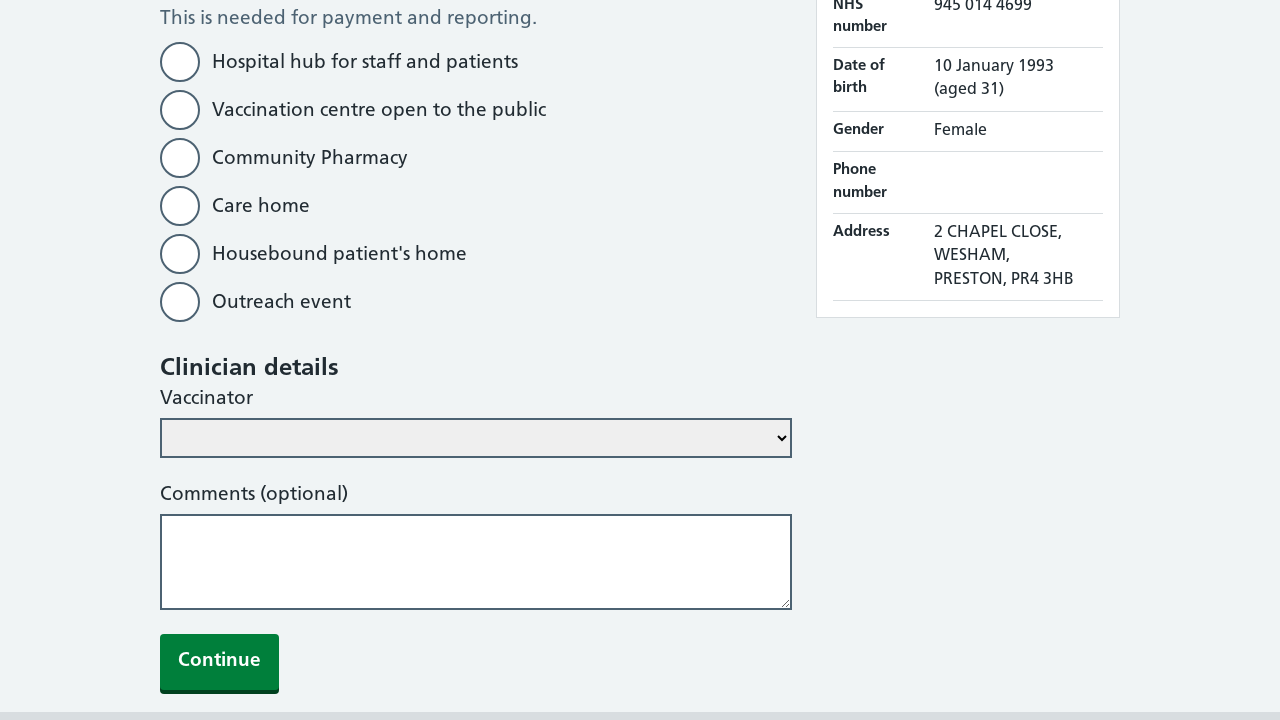 This is needed for payment and reporting.
Hospital hub for staff and patients
Vaccination centre open to the public
Community Pharmacy
Care home
Housebound patient's home
Outreach event
Clinician details
Vaccinator
Comments (optional)
Continue
NHS
number
945 014 4699
Date of
birth
10 January 1993
(aged 31)
Gender
Female
Phone
number
Address
2 CHAPEL CLOSE,
WESHAM,
PRESTON, PR4 3HB